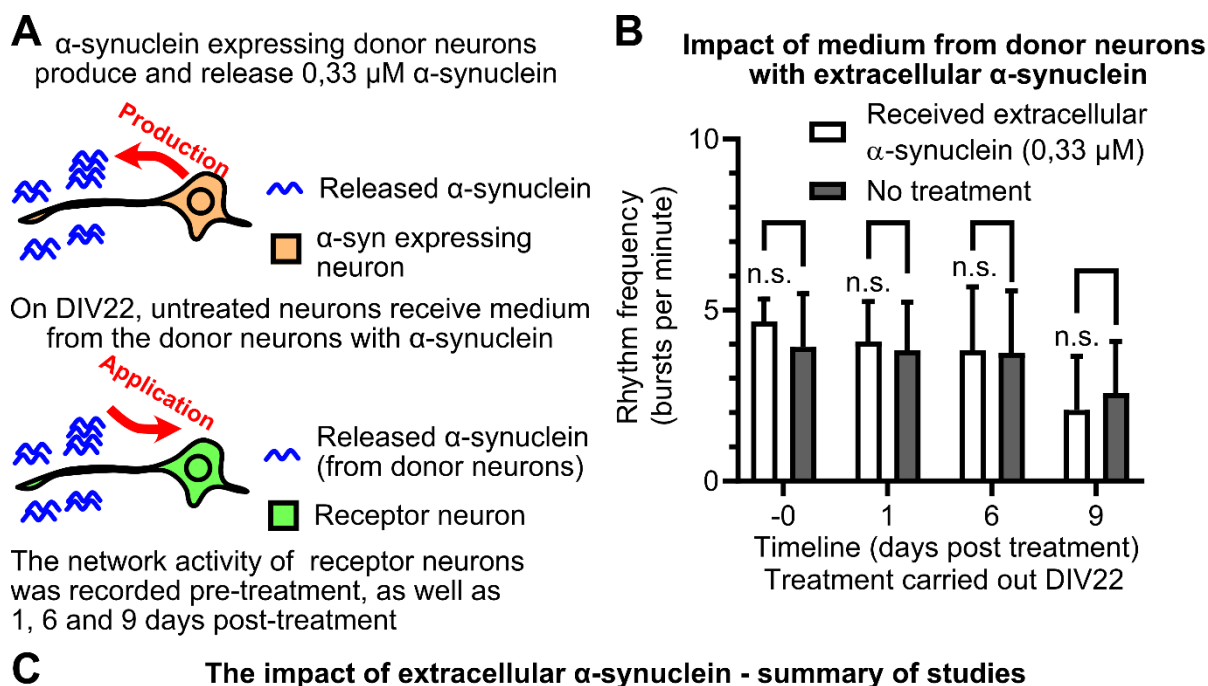 A
α-synuclein expressing donor neurons
produce and release 0,33 µM α-synuclein
Production
Released α-synuclein
α-syn expressing
neuron
On DIV22, untreated neurons receive medium
from the donor neurons with α-synuclein
Application
Released α-synuclein
(from donor neurons)
Receptor neuron
The network activity of receptor neurons
was recorded pre-treatment, as well as
1, 6 and 9 days post-treatment
B
Impact of medium from donor neurons
with extracellular α-synuclein
Received extracellular
α-synuclein (0,33 µM)
No treatment
Rhythm frequency
(bursts per minute)
10
5
0
n.s.
n.s.
n.s.
n.s.
-0 1 6 9
Timeline (days post treatment)
Treatment carried out DIV22
C
The impact of extracellular α-synuclein - summary of studies